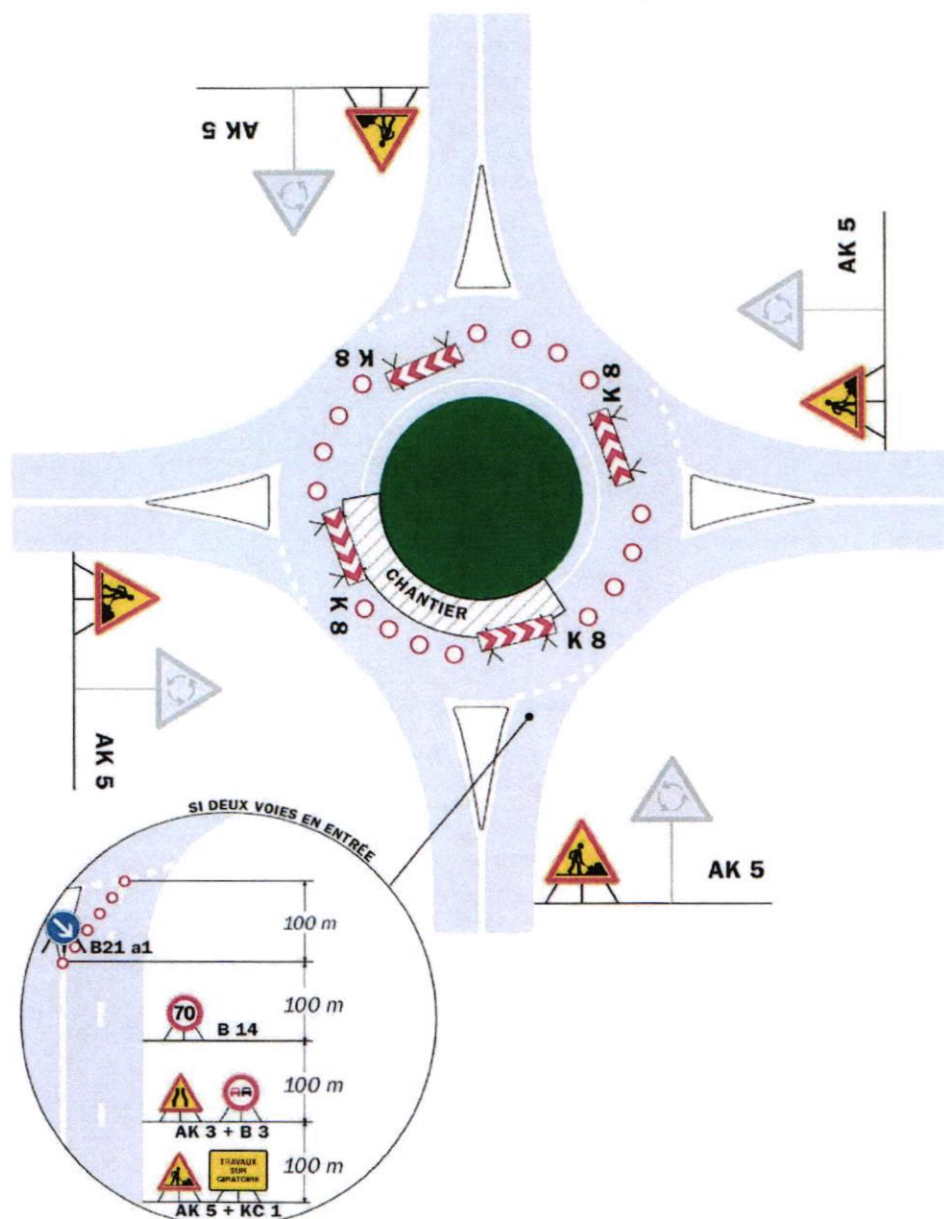 AK 5
AK 5
K 8
K 8
CHANTIER
K 8
K 8
AK 5
AK 5
SI DEUX VOIES EN ENTRÉE
100 m
B21 a1
70
B 14
100 m
AK 3 + B 3
100 m
TRAVAUX
SUR
GIRATOIRE
AK 5 + KC 1
100 m